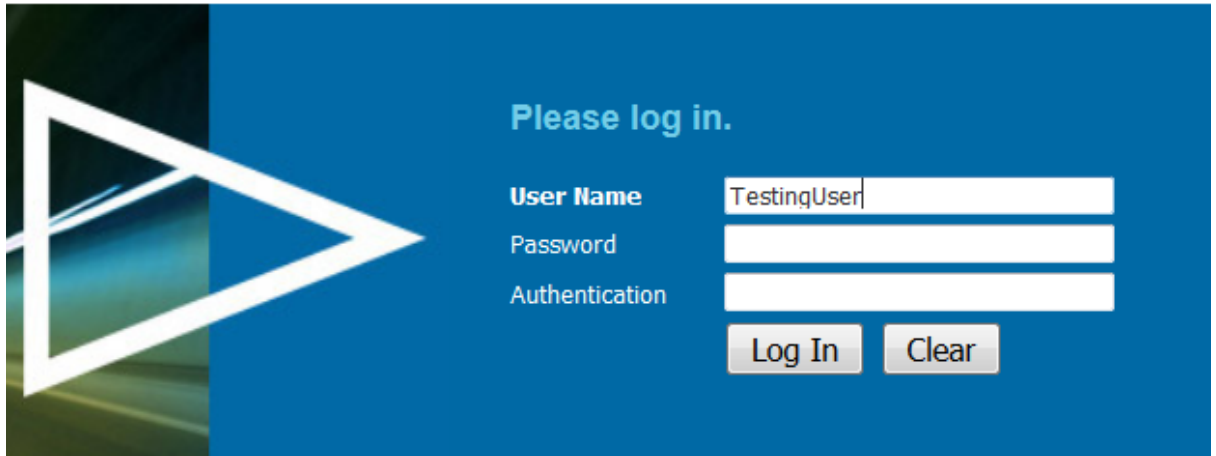 Please log in.
User Name TestingUser
Password
Authentication
Log In Clear